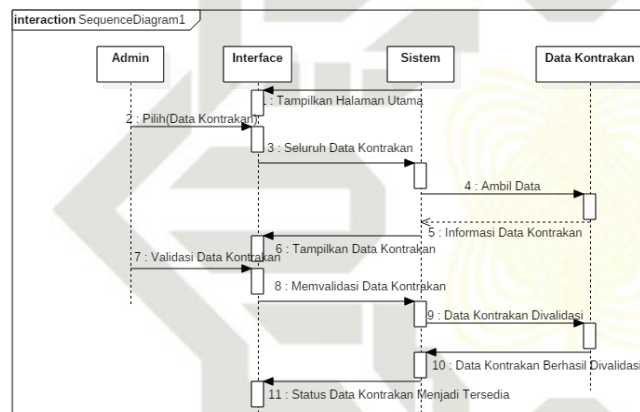 interaction SequenceDiagram1
Admin
Interface
Sistem
Data Kontrakan
1 : Tampilkan Halaman Utama
2 : Pilih(Data Kontrakan)
3 : Seluruh Data Kontrakan
4 : Ambil Data
5 : Informasi Data Kontrakan
6 : Tampilkan Data Kontrakan
7 : Validasi Data Kontrakan
8 : Memvalidasi Data Kontrakan
9 : Data Kontrakan Divalidasi
10 : Data Kontrakan Berhasil Divalidasi
11 : Status Data Kontrakan Menjadi Tersedia